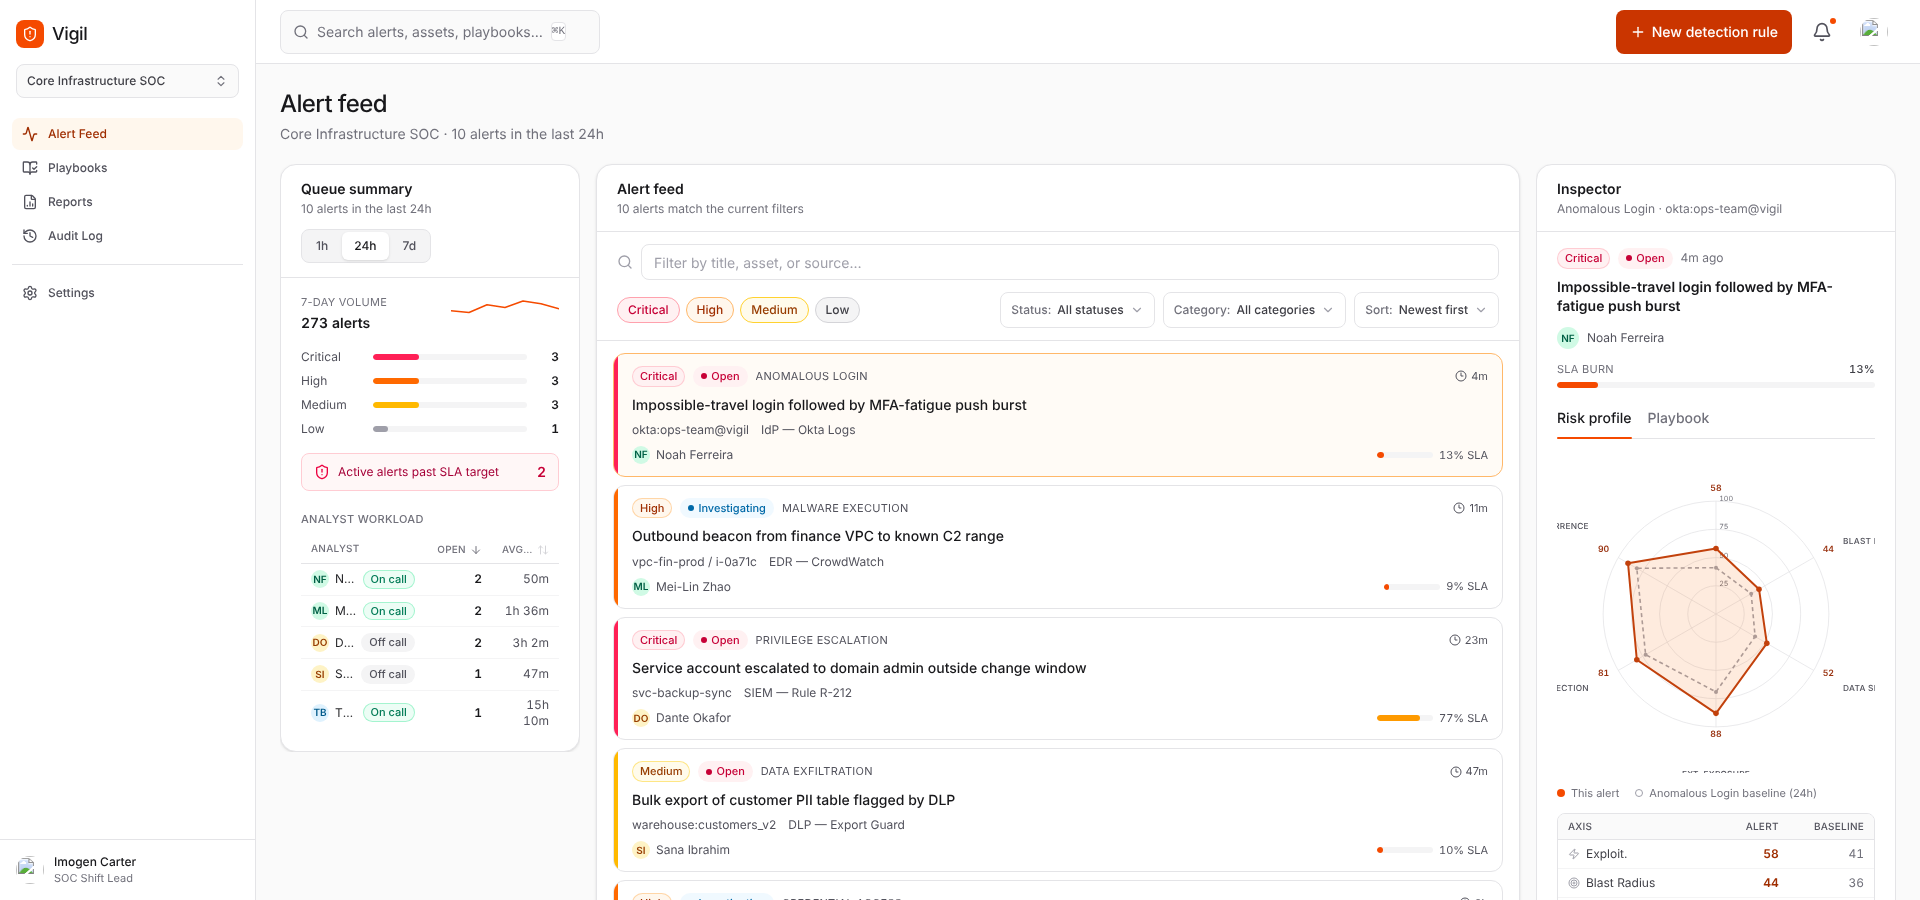 Vigil
Core Infrastructure SOC
Alert Feed
Playbooks
Reports
Audit Log
Settings
Imogen Carter
SOC Shift Lead
Search alerts, assets, playbooks... ⌘K
New detection rule
Alert feed
Core Infrastructure SOC · 10 alerts in the last 24h
Queue summary
10 alerts in the last 24h
1h 24h 7d
7-DAY VOLUME
273 alerts
Critical 3
High 3
Medium 3
Low 1
Active alerts past SLA target 2
ANALYST WORKLOAD
ANALYST OPEN AVG...
NF N... On call 2 50m
ML M... On call 2 1h 36m
DO D... Off call 2 3h 2m
SI S... Off call 1 47m
TB T... On call 1 15h 10m
Alert feed
10 alerts match the current filters
Filter by title, asset, or source...
Critical High Medium Low
Status: All statuses Category: All categories Sort: Newest first
Critical Open ANOMALOUS LOGIN 4m
Impossible-travel login followed by MFA-fatigue push burst
okta:ops-team@vigil IdP — Okta Logs
NF Noah Ferreira 13% SLA
High Investigating MALWARE EXECUTION 11m
Outbound beacon from finance VPC to known C2 range
vpc-fin-prod / i-0a71c EDR — CrowdWatch
ML Mei-Lin Zhao 9% SLA
Critical Open PRIVILEGE ESCALATION 23m
Service account escalated to domain admin outside change window
svc-backup-sync SIEM — Rule R-212
DO Dante Okafor 77% SLA
Medium Open DATA EXFILTRATION 47m
Bulk export of customer PII table flagged by DLP
warehouse:customers_v2 DLP — Export Guard
SI Sana Ibrahim 10% SLA
Inspector
Anomalous Login · okta:ops-team@vigil
Critical Open 4m ago
Impossible-travel login followed by MFA-
fatigue push burst
NF Noah Ferreira
SLA BURN 13%
Risk profile Playbook
58
100
75
50
25
RRENCE
90
44
BLAST
81
ECTION
52
DATA S
88
This alert Anomalous Login baseline (24h)
AXIS ALERT BASELINE
Exploit. 58 41
Blast Radius 44 36